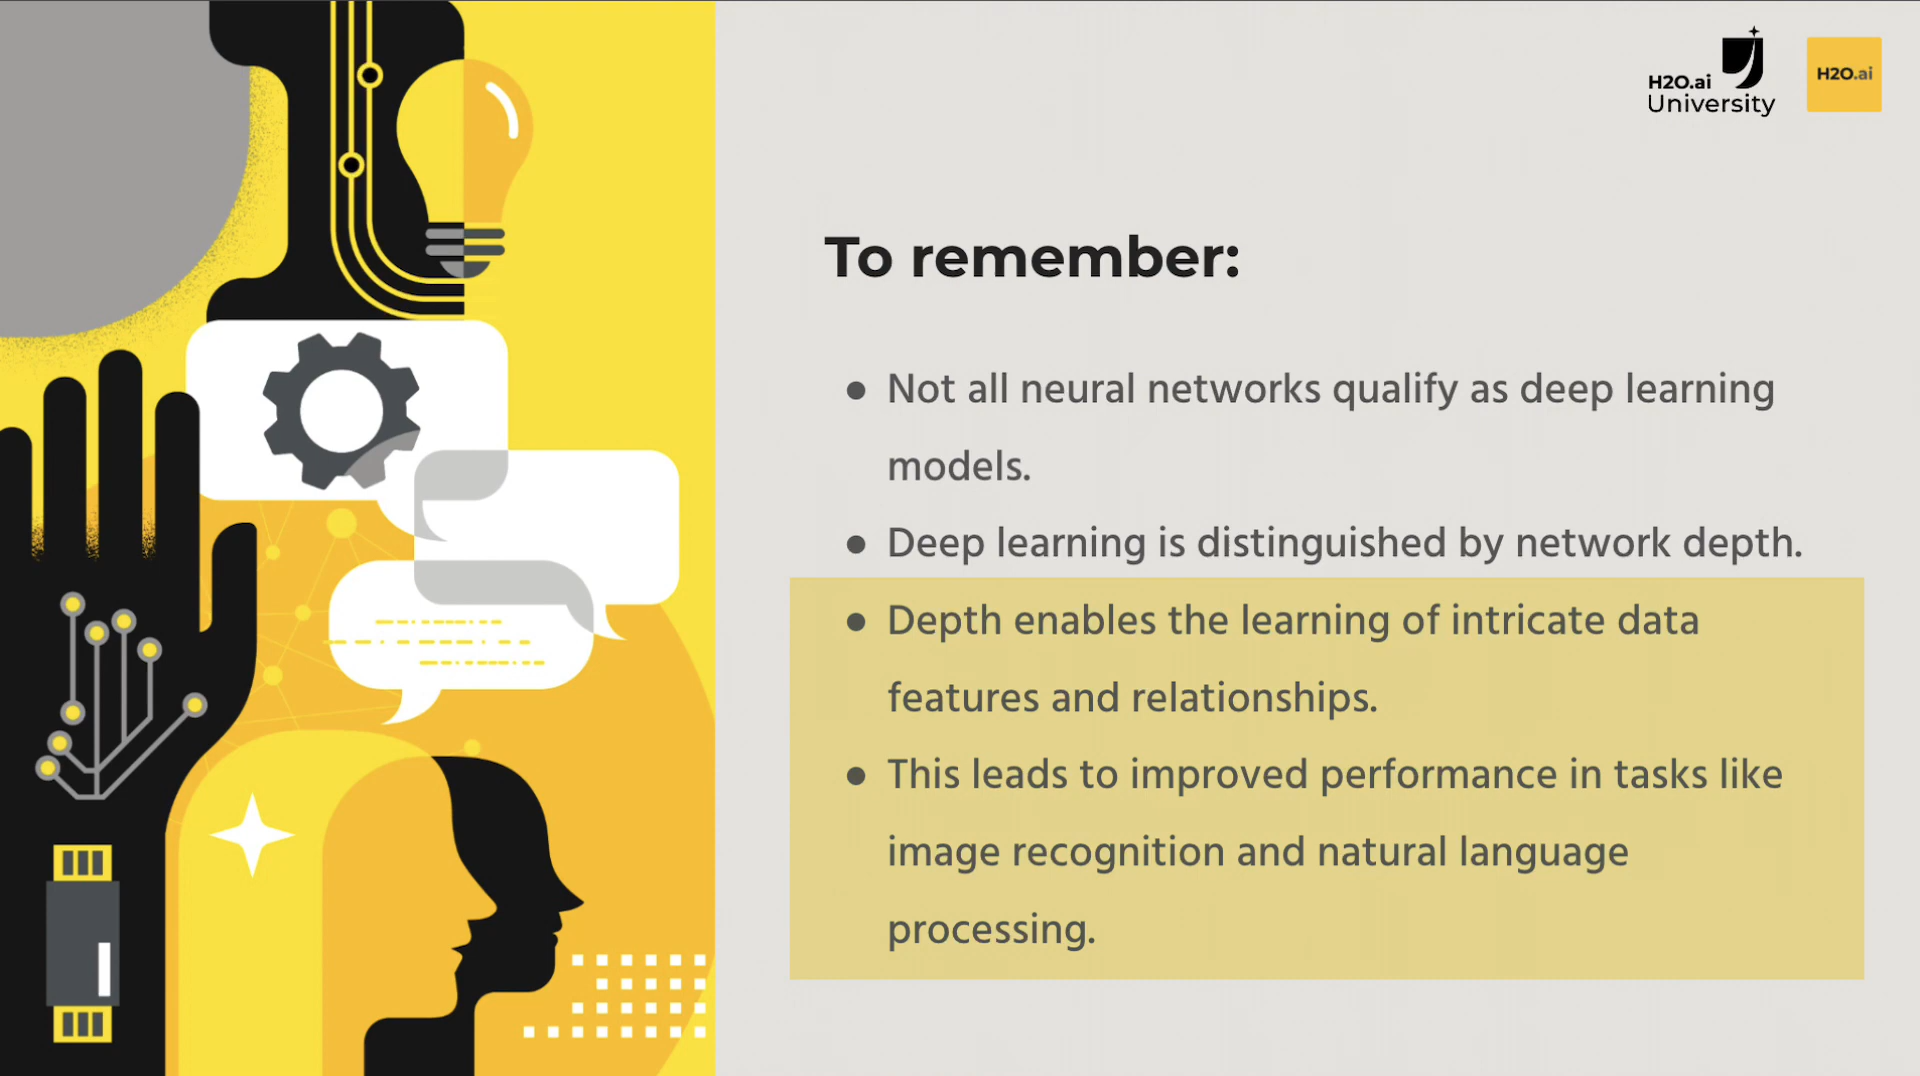 H2O.ai
University
H2O.ai
To remember:
● Not all neural networks qualify as deep learning
models.
● Deep learning is distinguished by network depth.
● Depth enables the learning of intricate data
features and relationships.
● This leads to improved performance in tasks like
image recognition and natural language
processing.